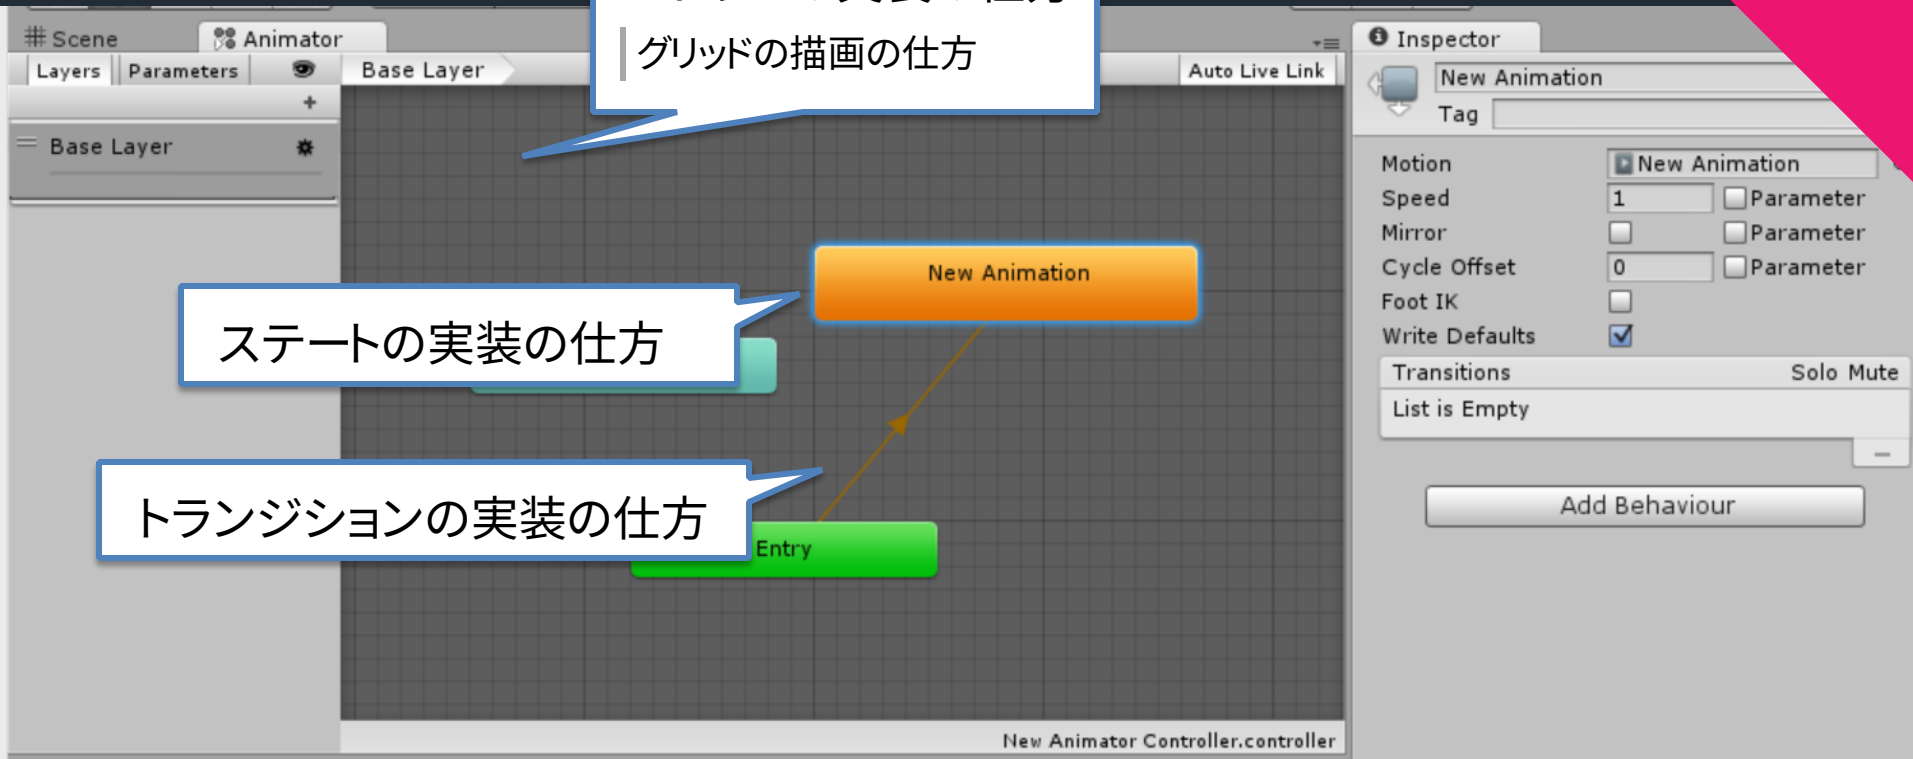 グリッドの描画の仕方
Scene
Animator
Inspector
Layers
Parameters
Base Layer
Auto Live Link
New Animation
Tag
Base Layer
Motion
New Animation
Speed
1
Parameter
Mirror
Parameter
Cycle Offset
0
Parameter
Foot IK
Write Defaults
New Animation
ステートの実装の仕方
Transitions
Solo Mute
List is Empty
トランジションの実装の仕方
Entry
Add Behaviour
New Animator Controller.controller